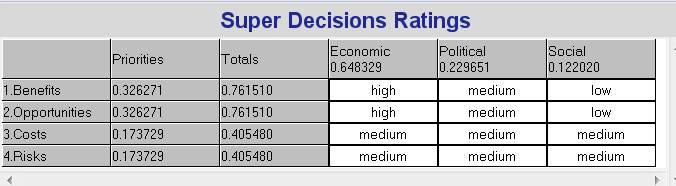 Super Decisions Ratings
Priorities Totals Economic 0.648329 Political 0.229651 Social 0.122020
1.Benefits 0.326271 0.761510 high medium low
2.Opportunities 0.326271 0.761510 high medium low
3.Costs 0.173729 0.405480 medium medium medium
4.Risks 0.173729 0.405480 medium medium medium